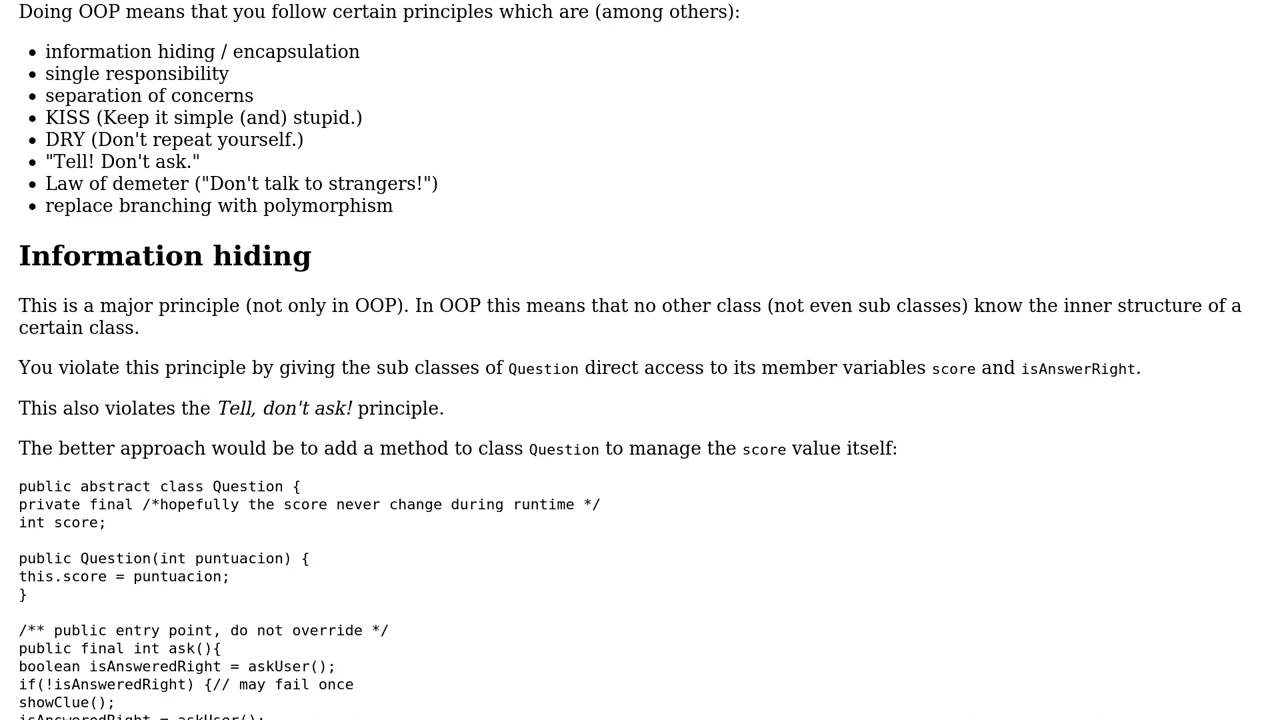 Doing OOP means that you follow certain principles which are (among others):
information hiding / encapsulation
single responsibility
separation of concerns
KISS (Keep it simple (and) stupid.)
DRY (Don't repeat yourself.)
"Tell! Don't ask."
Law of demeter ("Don't talk to strangers!")
replace branching with polymorphism
Information hiding
This is a major principle (not only in OOP). In OOP this means that no other class (not even sub classes) know the inner structure of a
certain class.
You violate this principle by giving the sub classes of Question direct access to its member variables score and isAnswerRight.
This also violates the Tell, don't ask! principle.
The better approach would be to add a method to class Question to manage the score value itself:
public abstract class Question {
private final /*hopefully the score never change during runtime */
int score;
public Question(int puntuacion) {
this.score = puntuacion;
}
/** public entry point, do not override */
public final int ask(){
boolean isAnsweredRight = askUser();
if(!isAnsweredRight) {// may fail once
showClue();
isAnsweredRight = askUser();